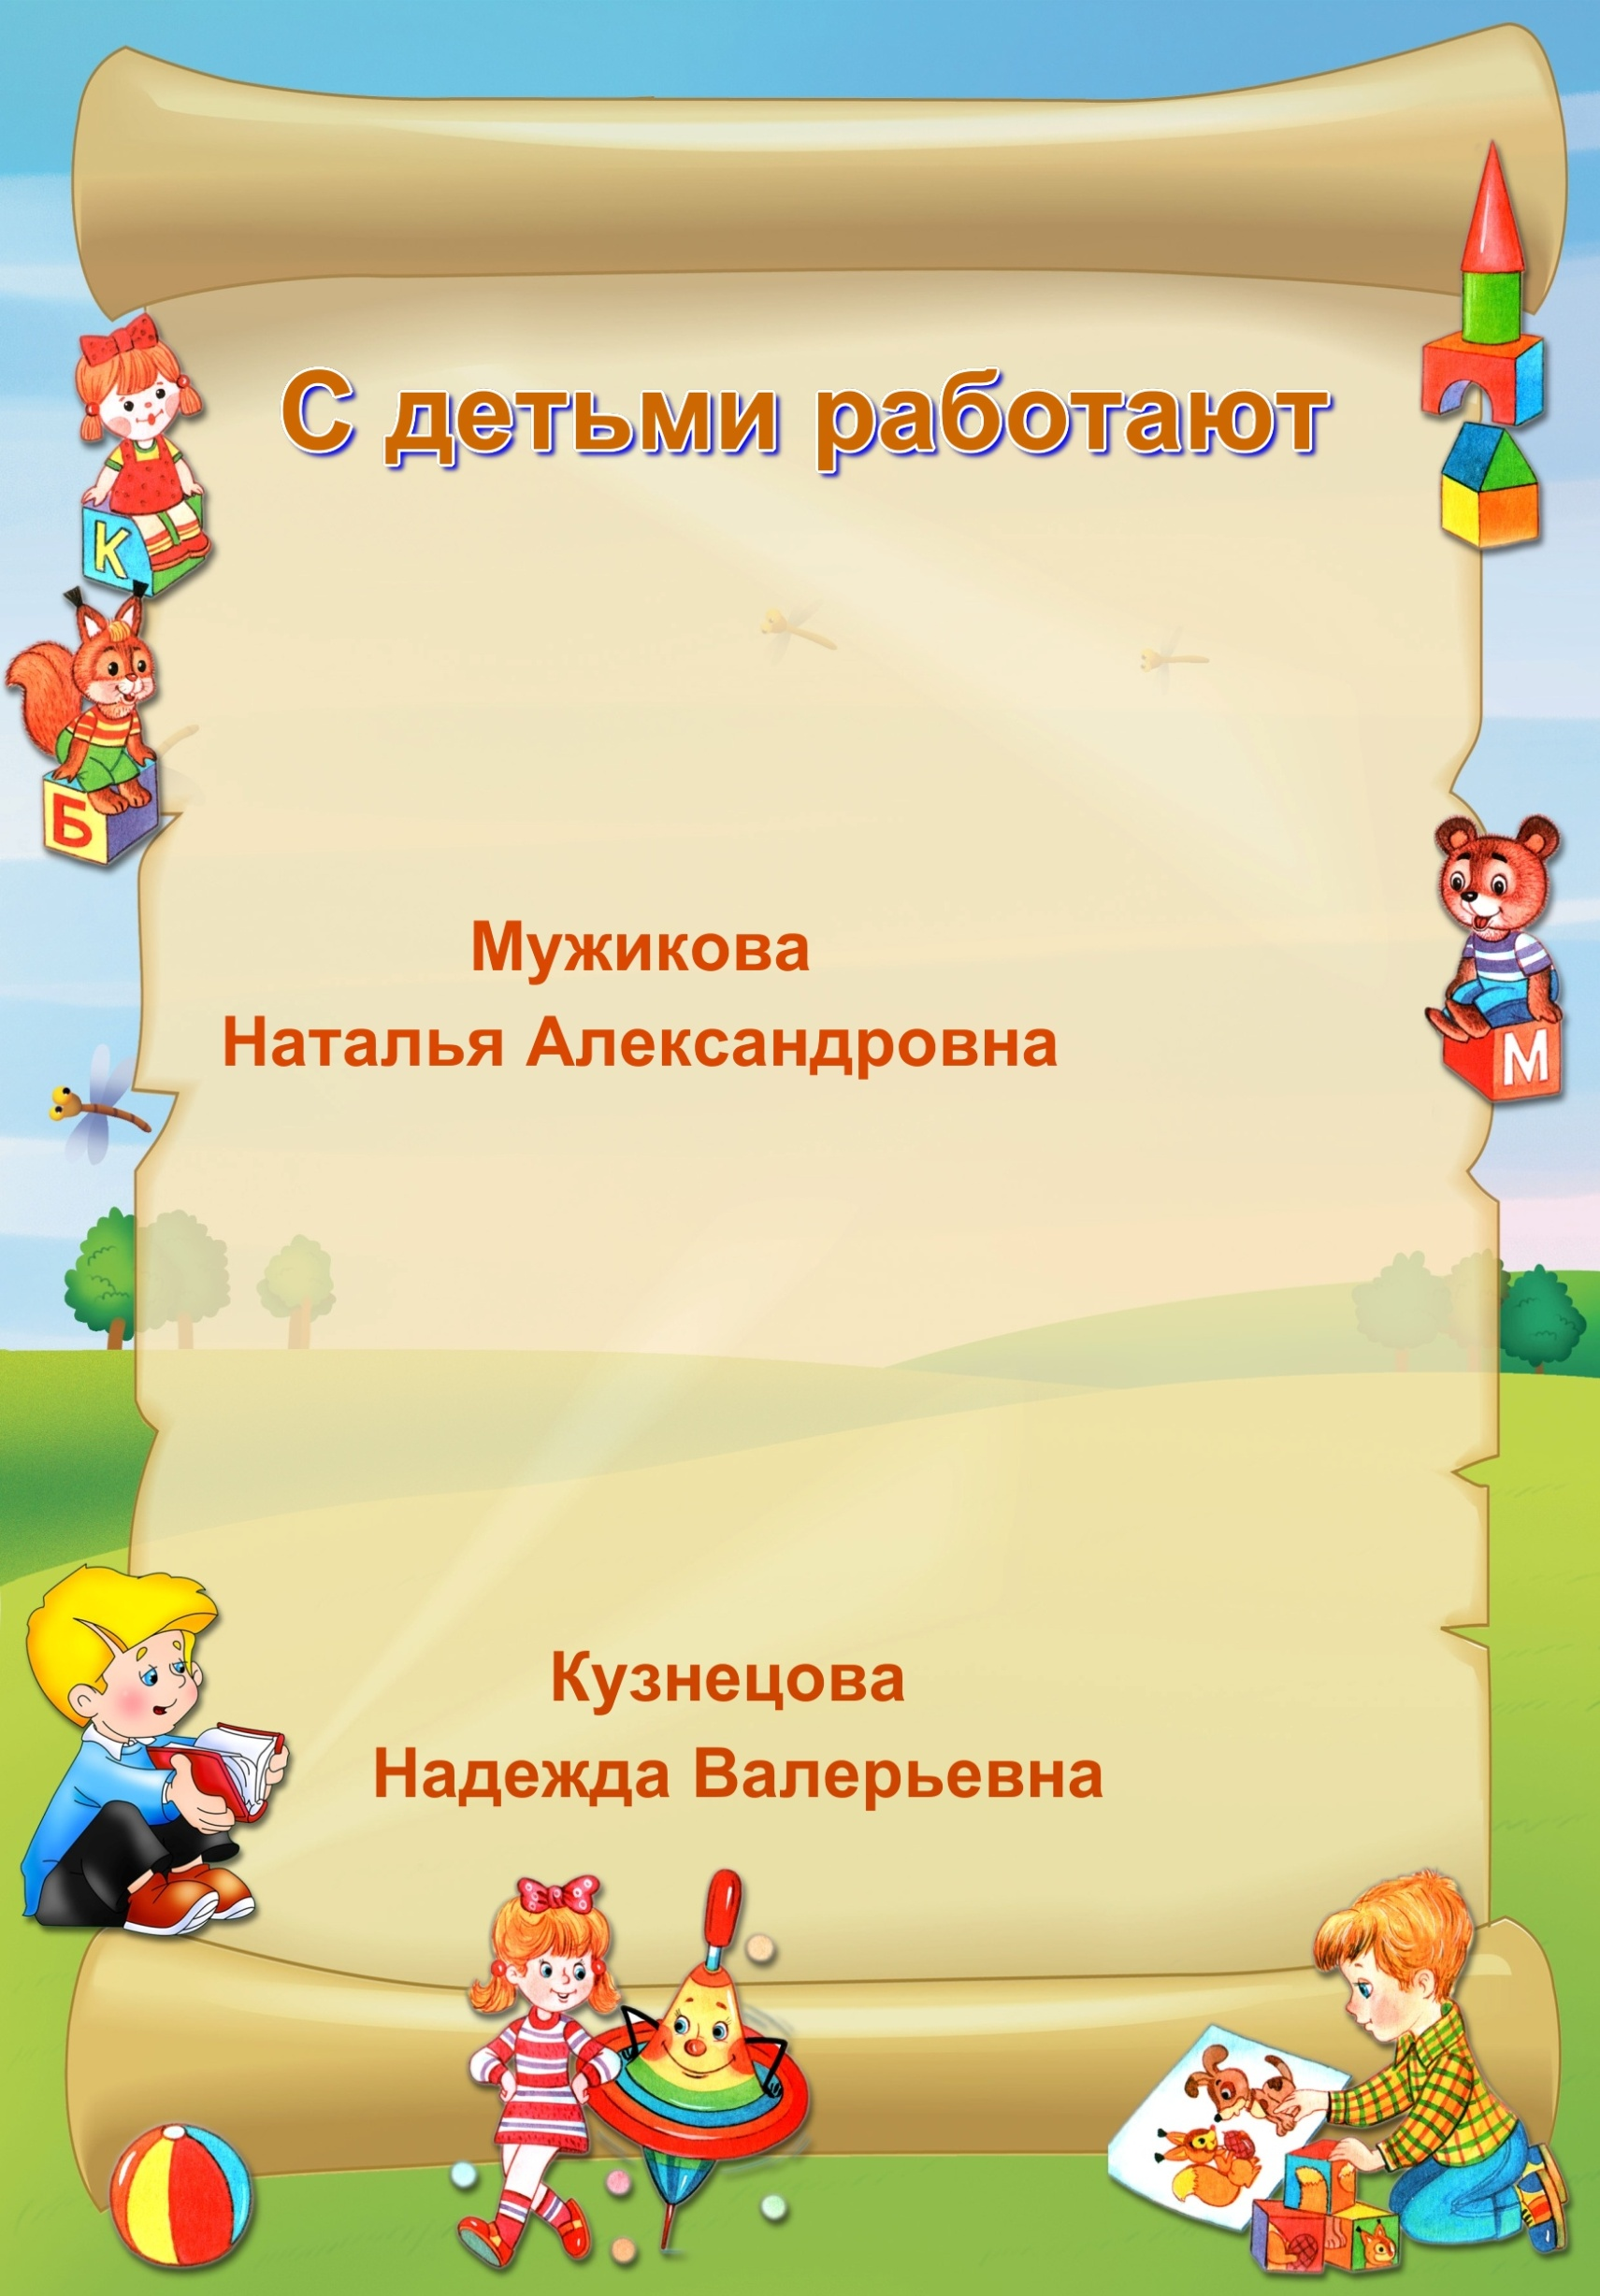 С детьми работают
К
Б
Мужикова
Наталья Александровна
М
Кузнецова
Надежда Валерьевна